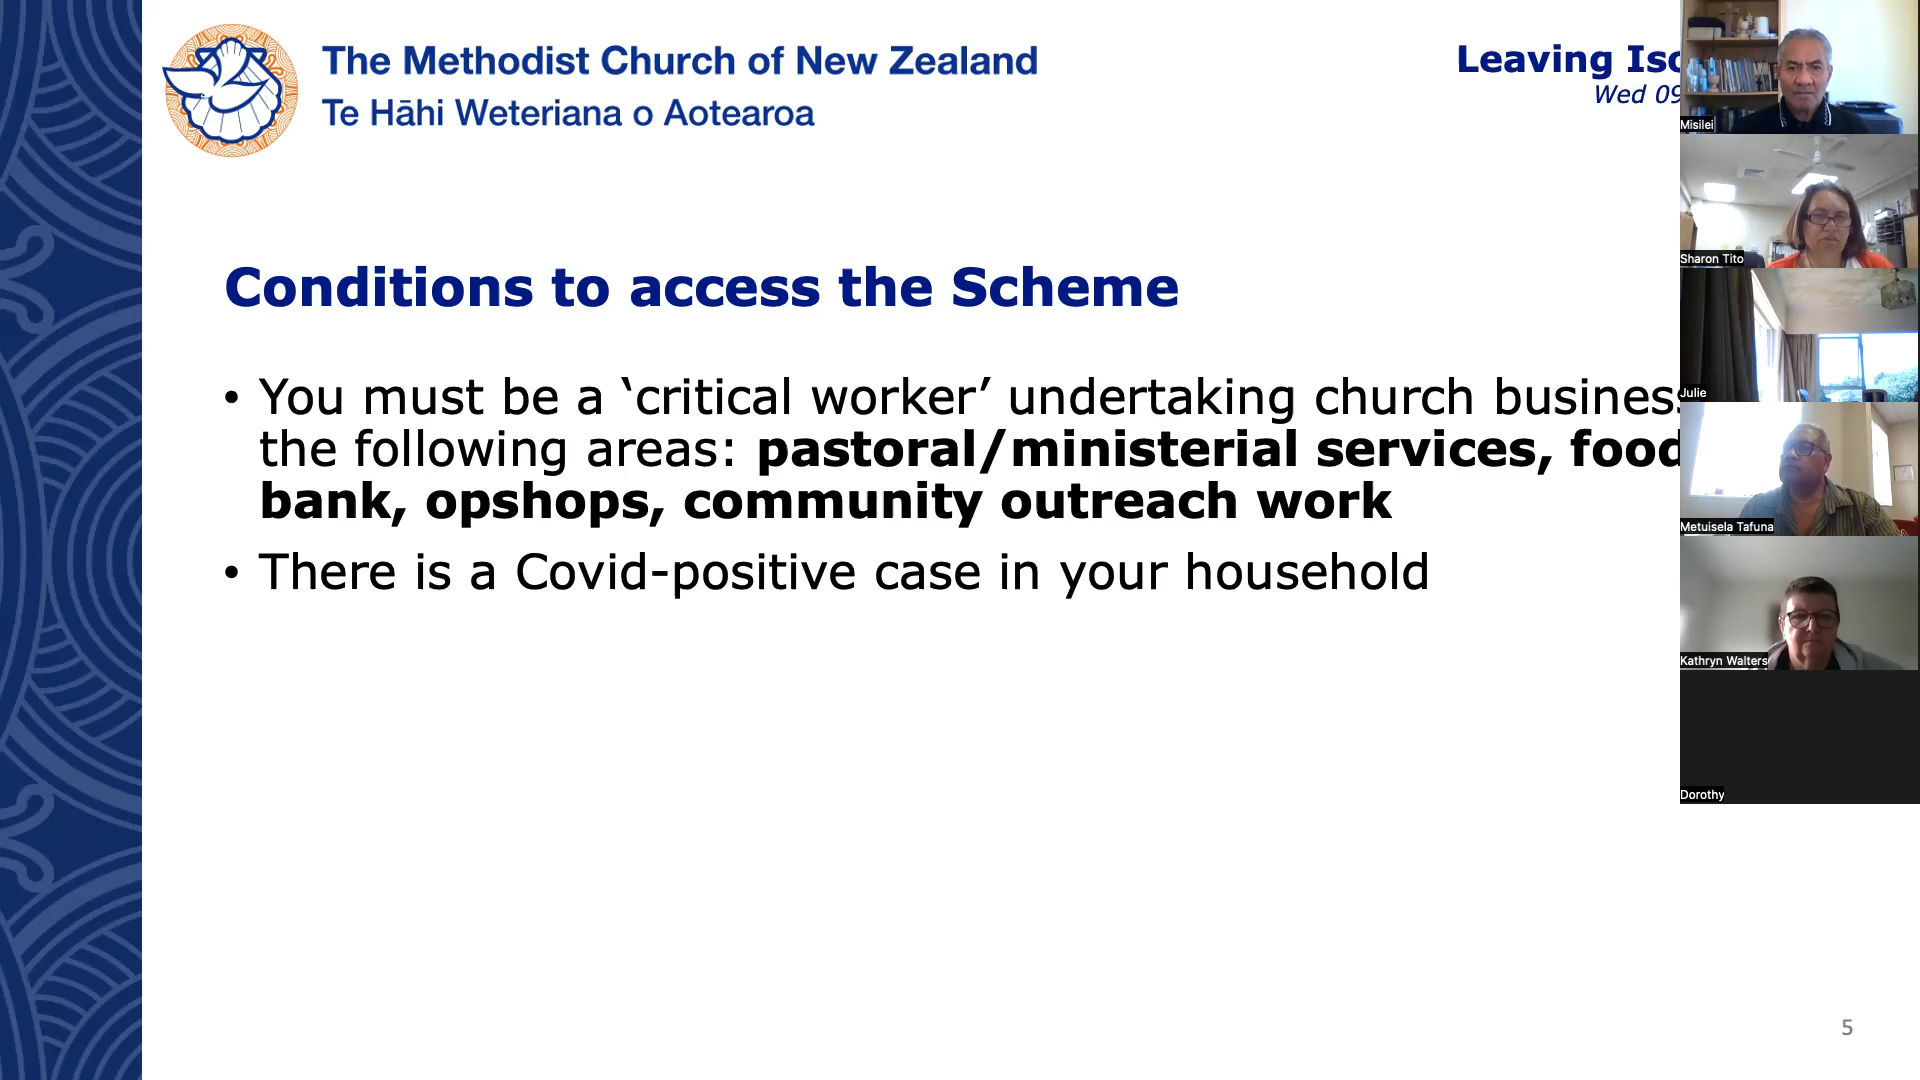 The Methodist Church of New Zealand
Te Hāhi Weteriana o Aotearoa
Leaving
Wed 09
Conditions to access the Scheme
• You must be a ‘critical worker’ undertaking church business
the following areas: pastoral/ministerial services, food
bank, opshops, community outreach work
• There is a Covid-positive case in your household
Misilei
Sharon Tito
Julie
Metuisela Tafuna
Kathryn Walters
Dorothy
5